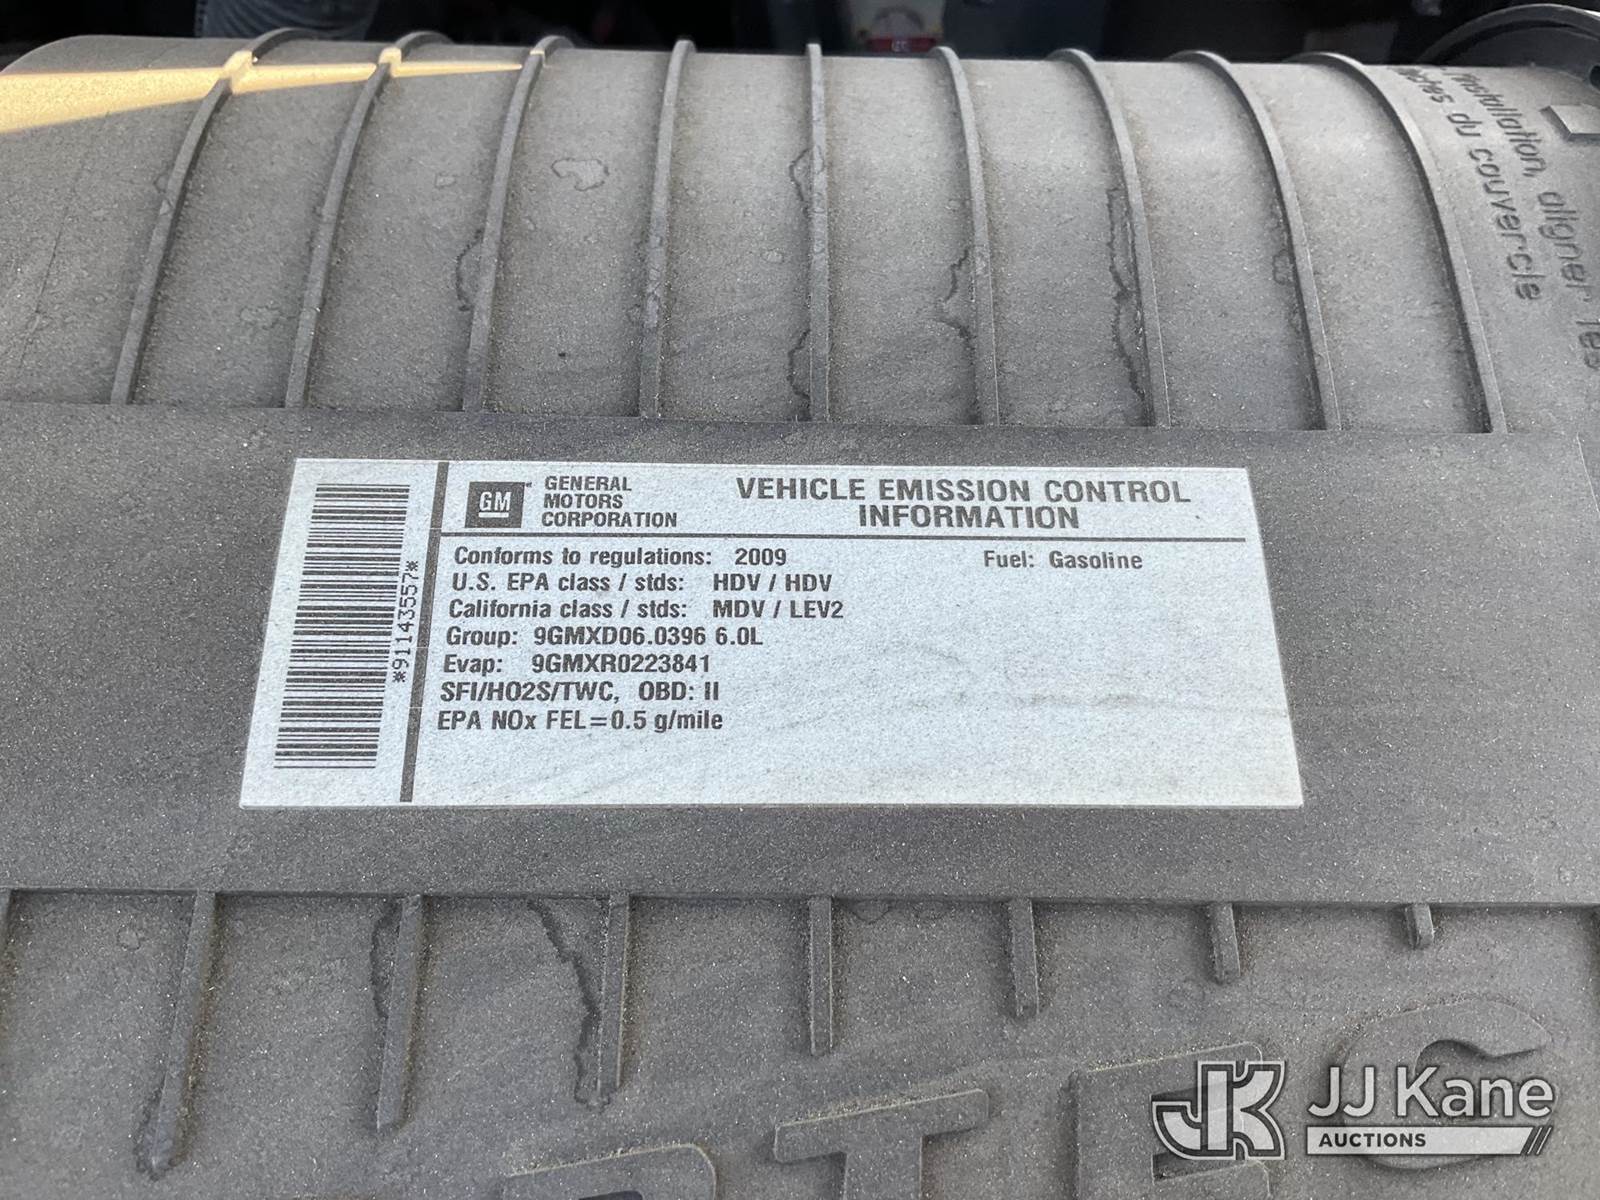 du couvercle
installation, aligner les
GM GENERAL
MOTORS
CORPORATION
VEHICLE EMISSION CONTROL
INFORMATION
Conforms to regulations: 2009 Fuel: Gasoline
U.S. EPA class / stds: HDV / HDV
California class / stds: MDV / LEV2
Group: 9GMXD06.0396 6.0L
Evap: 9GMXR0223841
SFI/HO2S/TWC, OBD: II
EPA NOx FEL=0.5 g/mile
*91143557*
JK JJ Kane
AUCTIONS